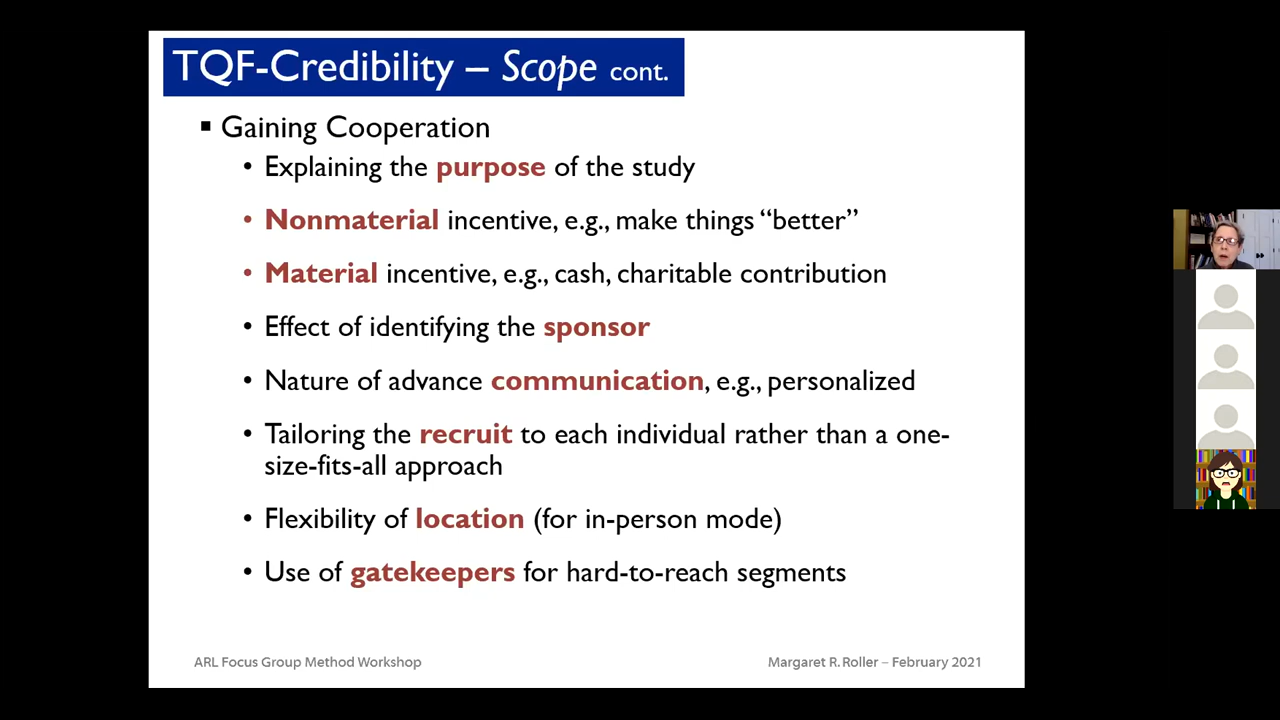 TQF-Credibility – Scope cont.
▪ Gaining Cooperation
• Explaining the purpose of the study
• Nonmaterial incentive, e.g., make things “better”
• Material incentive, e.g., cash, charitable contribution
• Effect of identifying the sponsor
• Nature of advance communication, e.g., personalized
• Tailoring the recruit to each individual rather than a one-
size-fits-all approach
• Flexibility of location (for in-person mode)
• Use of gatekeepers for hard-to-reach segments
ARL Focus Group Method Workshop
Margaret R. Roller – February 2021